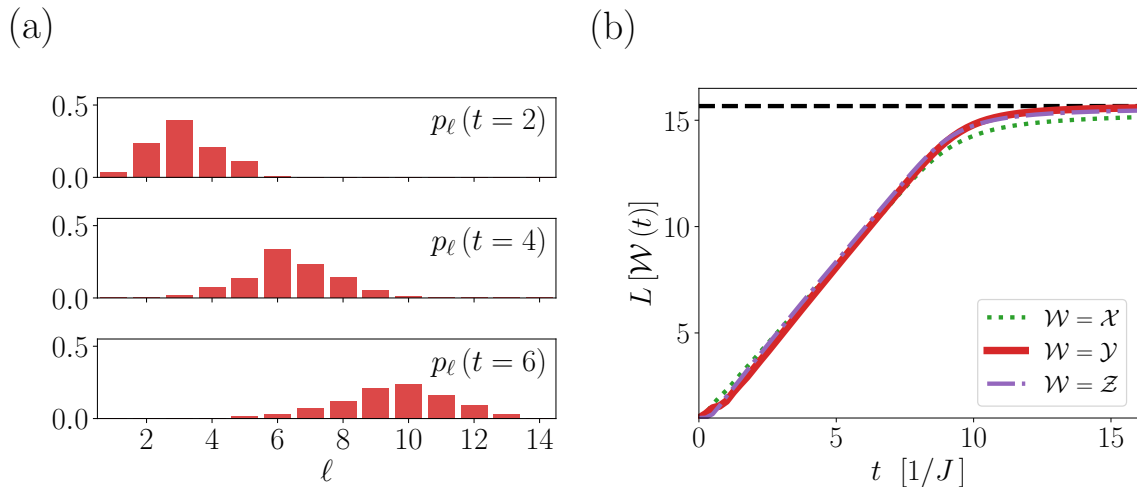 (a)
0.5
0.0
p_ℓ(t = 2)
0.5
0.0
p_ℓ(t = 4)
0.5
0.0
p_ℓ(t = 6)
2 4 6 8 10 12 14
ℓ
(b)
L [𝒲(t)]
15
10
5
𝒲 = 𝒳
𝒲 = 𝒴
𝒲 = 𝒵
0 5 10 15
t [1/J]